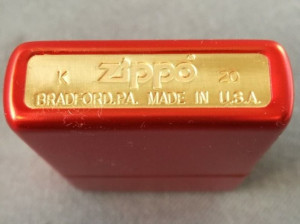 K Zippo 20
BRADFORD,PA. MADE IN U.S.A.